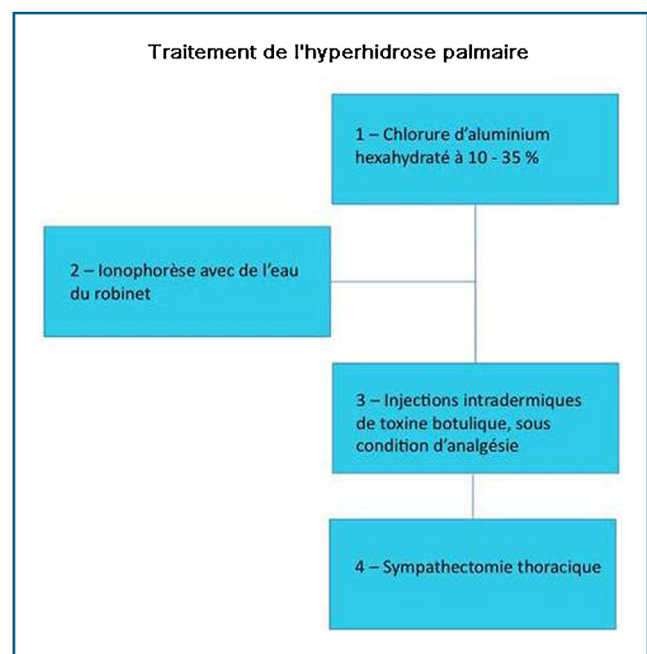 Traitement de l'hyperhidrose palmaire
1 – Chlorure d'aluminium
hexahydraté à 10 - 35 %
2 – Ionophorèse avec de l'eau
du robinet
3 – Injections intradermiques
de toxine botulique, sous
condition d'analgésie
4 – Sympathectomie thoracique